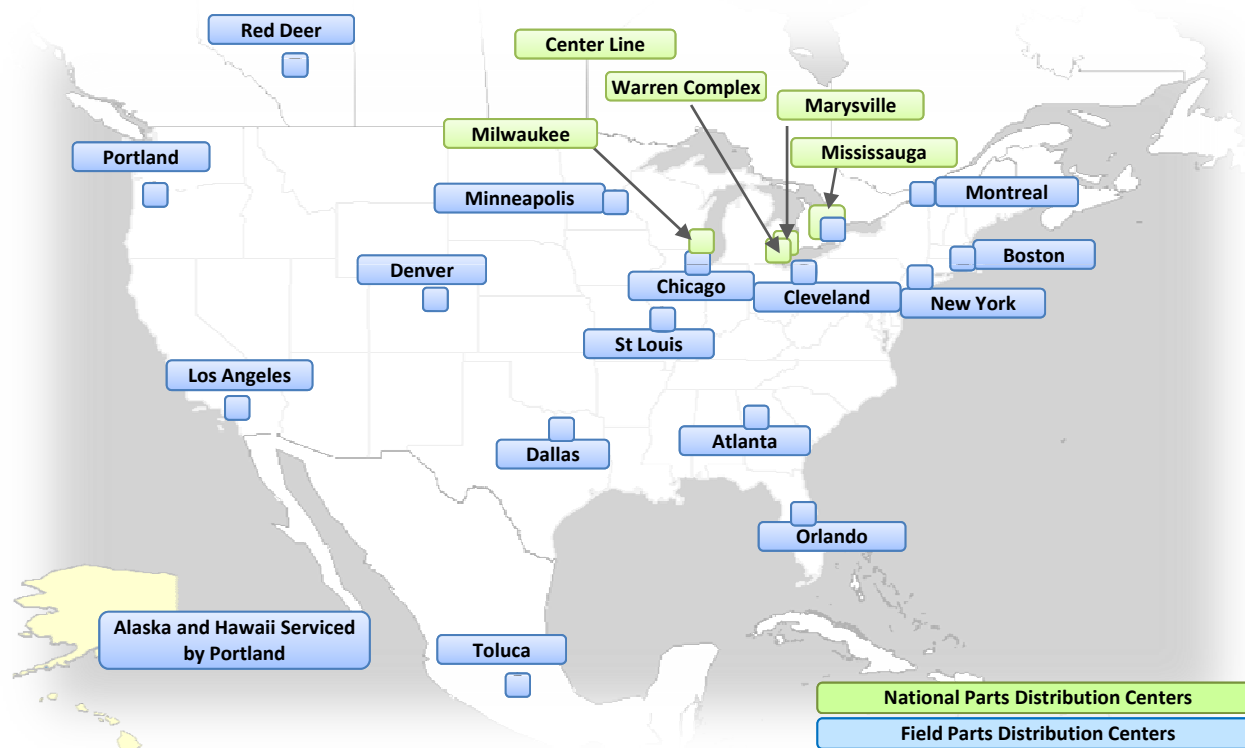 Red Deer
Center Line
Warren Complex
Marysville
Milwaukee
Mississauga
Portland
Minneapolis
Montreal
Boston
Denver
Chicago
Cleveland
New York
St Louis
Los Angeles
Dallas
Atlanta
Orlando
Alaska and Hawaii Serviced
by Portland
Toluca
National Parts Distribution Centers
Field Parts Distribution Centers